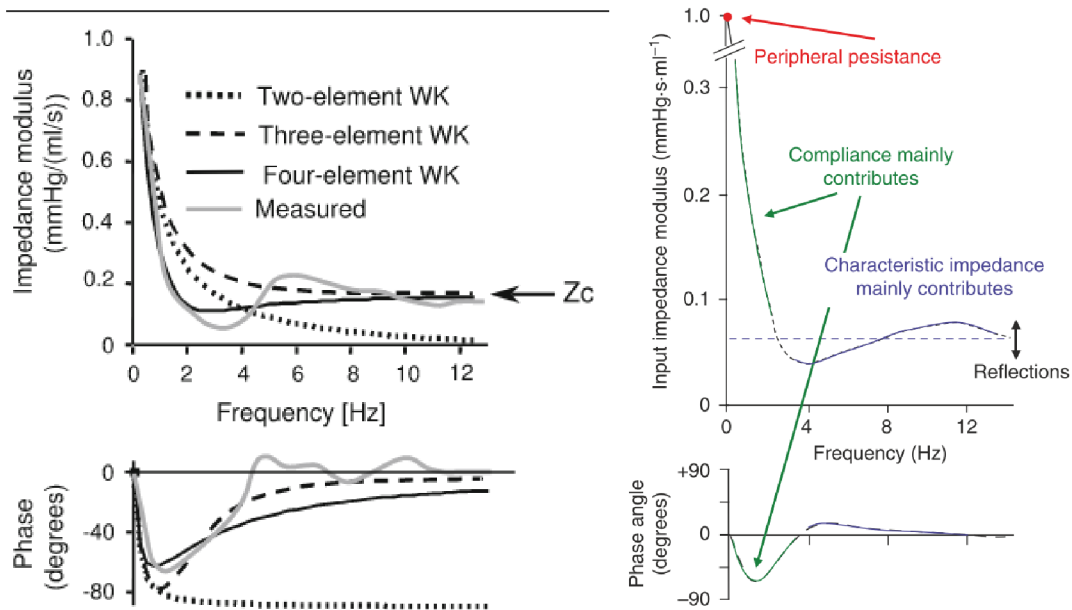 1.0
0.8
0.6
0.4
0.2
0
Impedance modulus
(mmHg/(ml/s))
Two-element WK
Three-element WK
Four-element WK
Measured
Zc
0 2 4 6 8 10 12
Frequency [Hz]
0
-40
-80
Phase
(degrees)
1.0
0.3
0.2
0.1
0
Input impedance modulus (mmHg·s·ml⁻¹)
Peripheral pesistance
Compliance mainly
contributes
Characteristic impedance
mainly contributes
Reflections
0 4 8 12
Frequency (Hz)
+90
0
−90
Phase angle
(degrees)